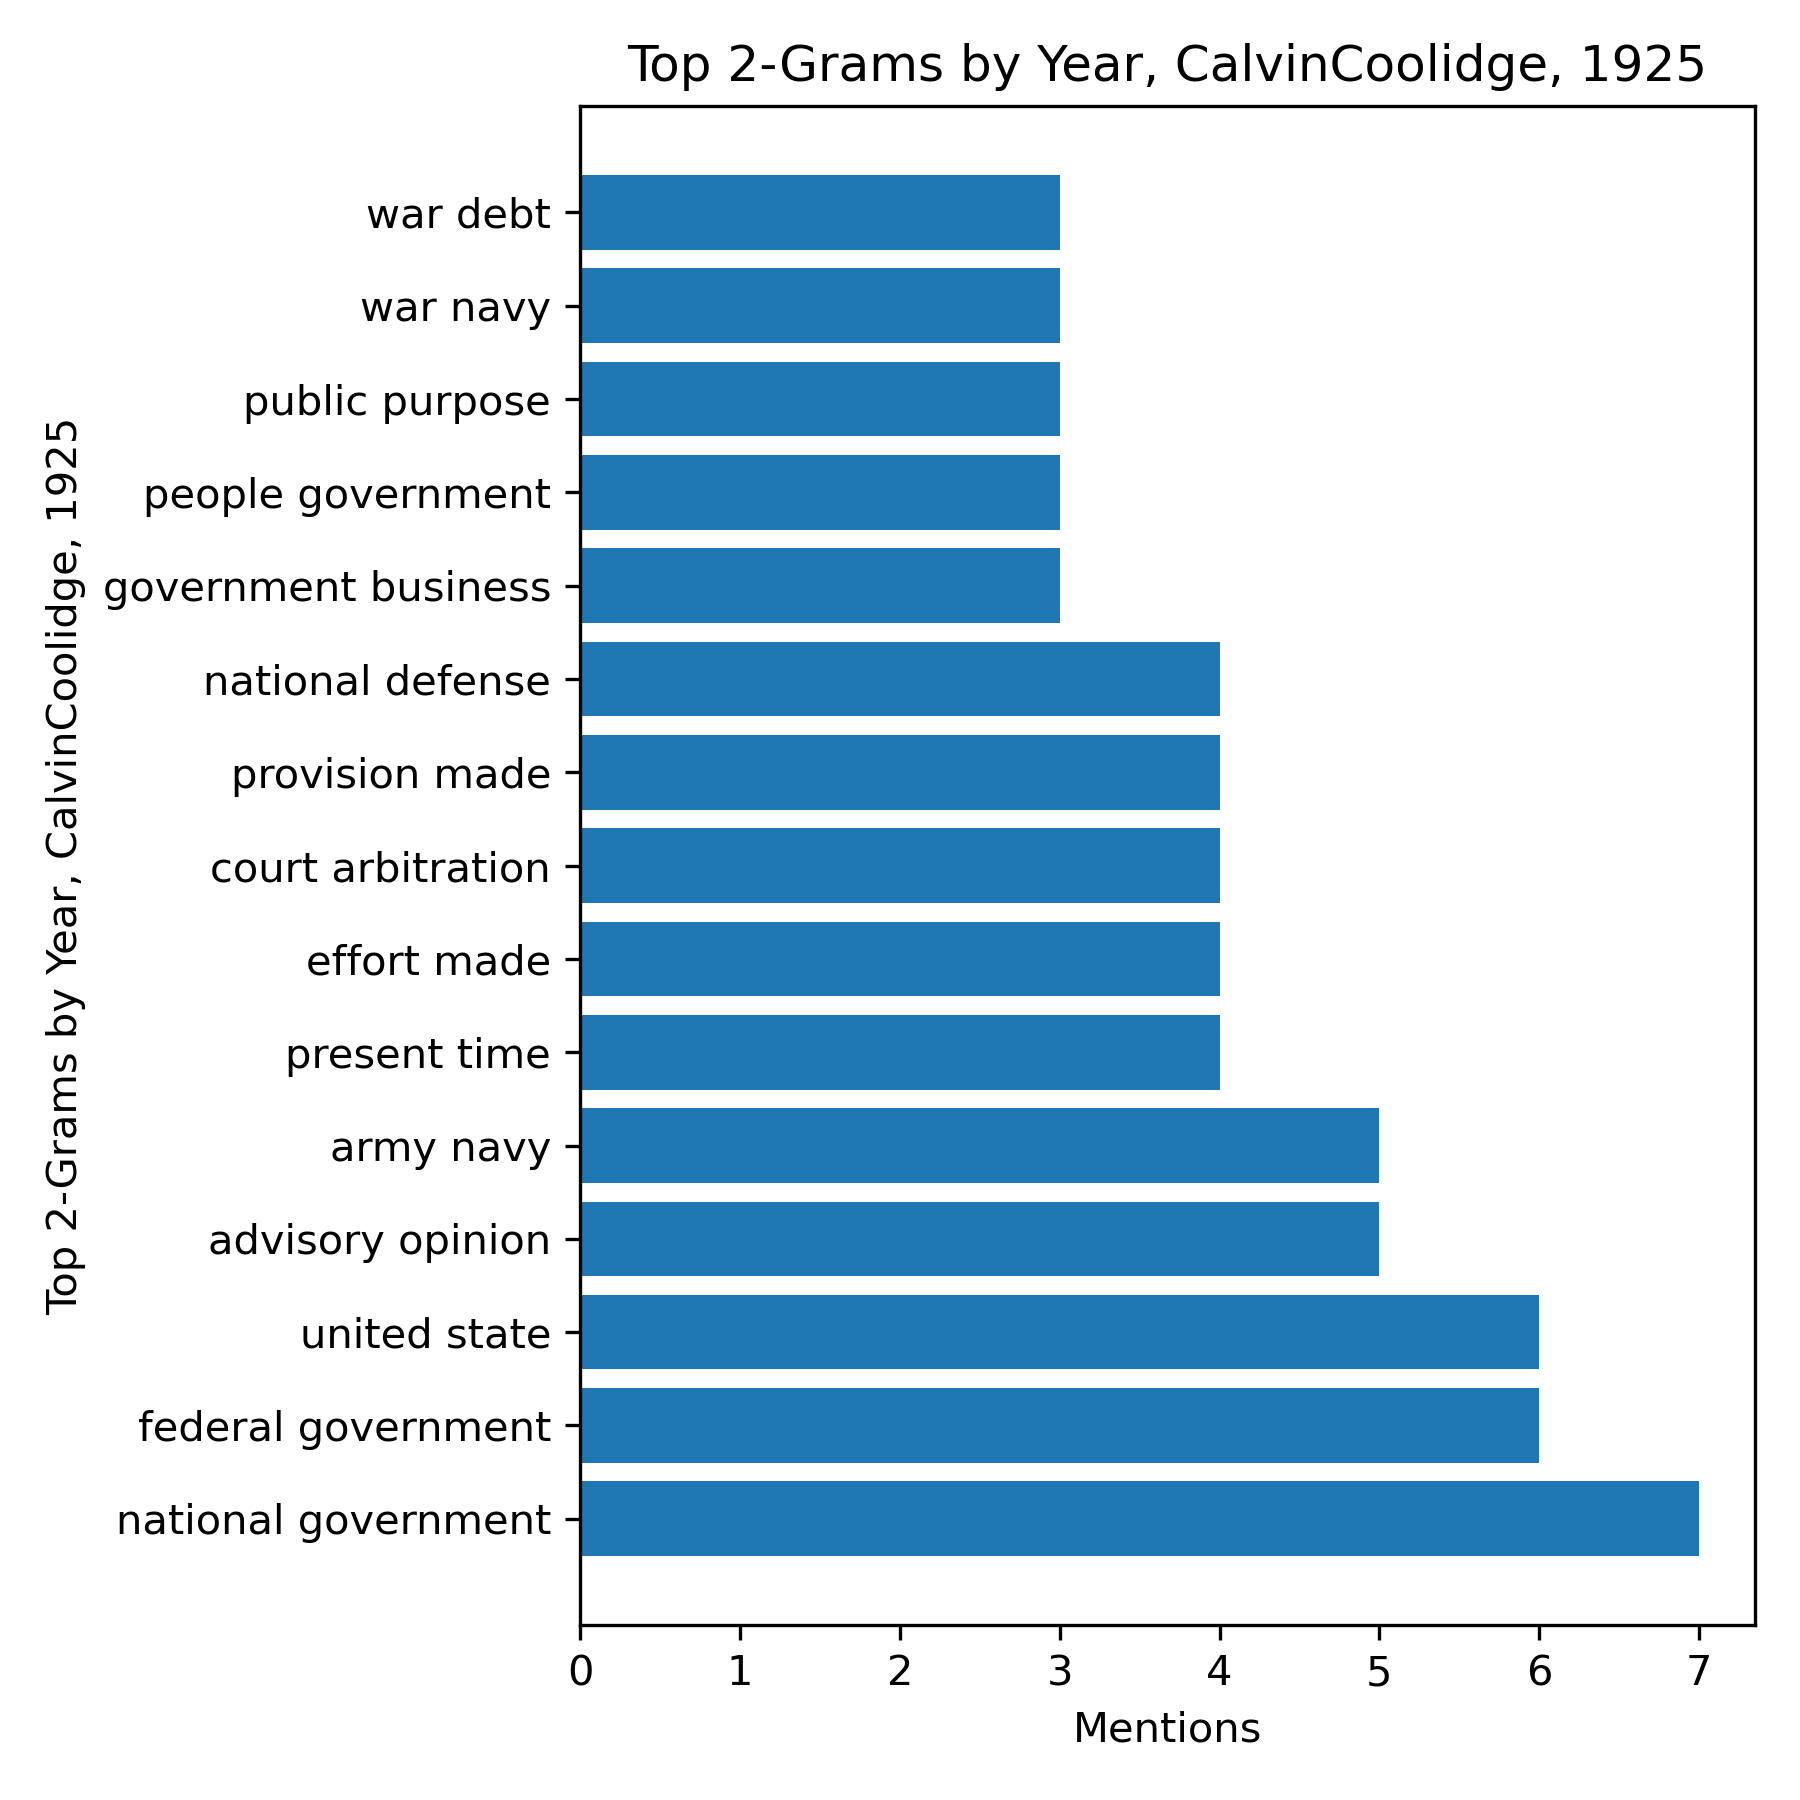 Top 2-Grams by Year, CalvinCoolidge, 1925
Top 2-Grams by Year, CalvinCoolidge, 1925
war debt
war navy
public purpose
people government
government business
national defense
provision made
court arbitration
effort made
present time
army navy
advisory opinion
united state
federal government
national government
0 1 2 3 4 5 6 7
Mentions